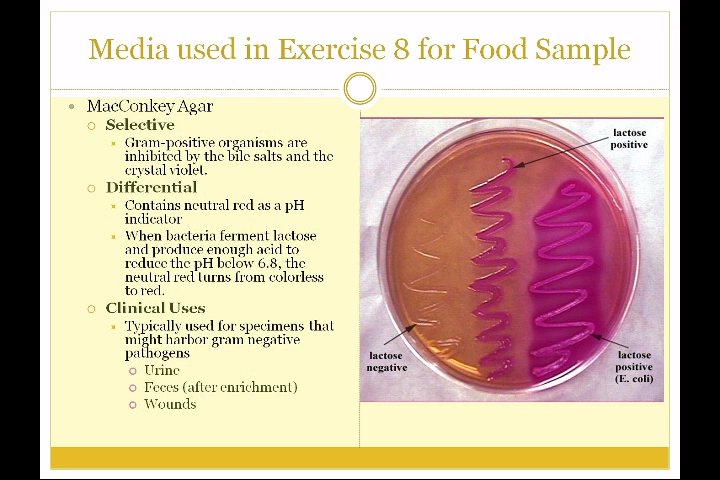 Media used in Exercise 8 for Food Sample
MacConkey Agar
Selective
Gram-positive organisms are
inhibited by the bile salts and the
crystal violet.
Differential
Contains neutral red as a pH
indicator
When bacteria ferment lactose
and produce enough acid to
reduce the pH below 6.8, the
neutral red turns from colorless
to red.
Clinical Uses
Typically used for specimens that
might harbor gram negative
pathogens
Urine
Feces (after enrichment)
Wounds
lactose
positive
lactose
negative
lactose
positive
(E. coli)